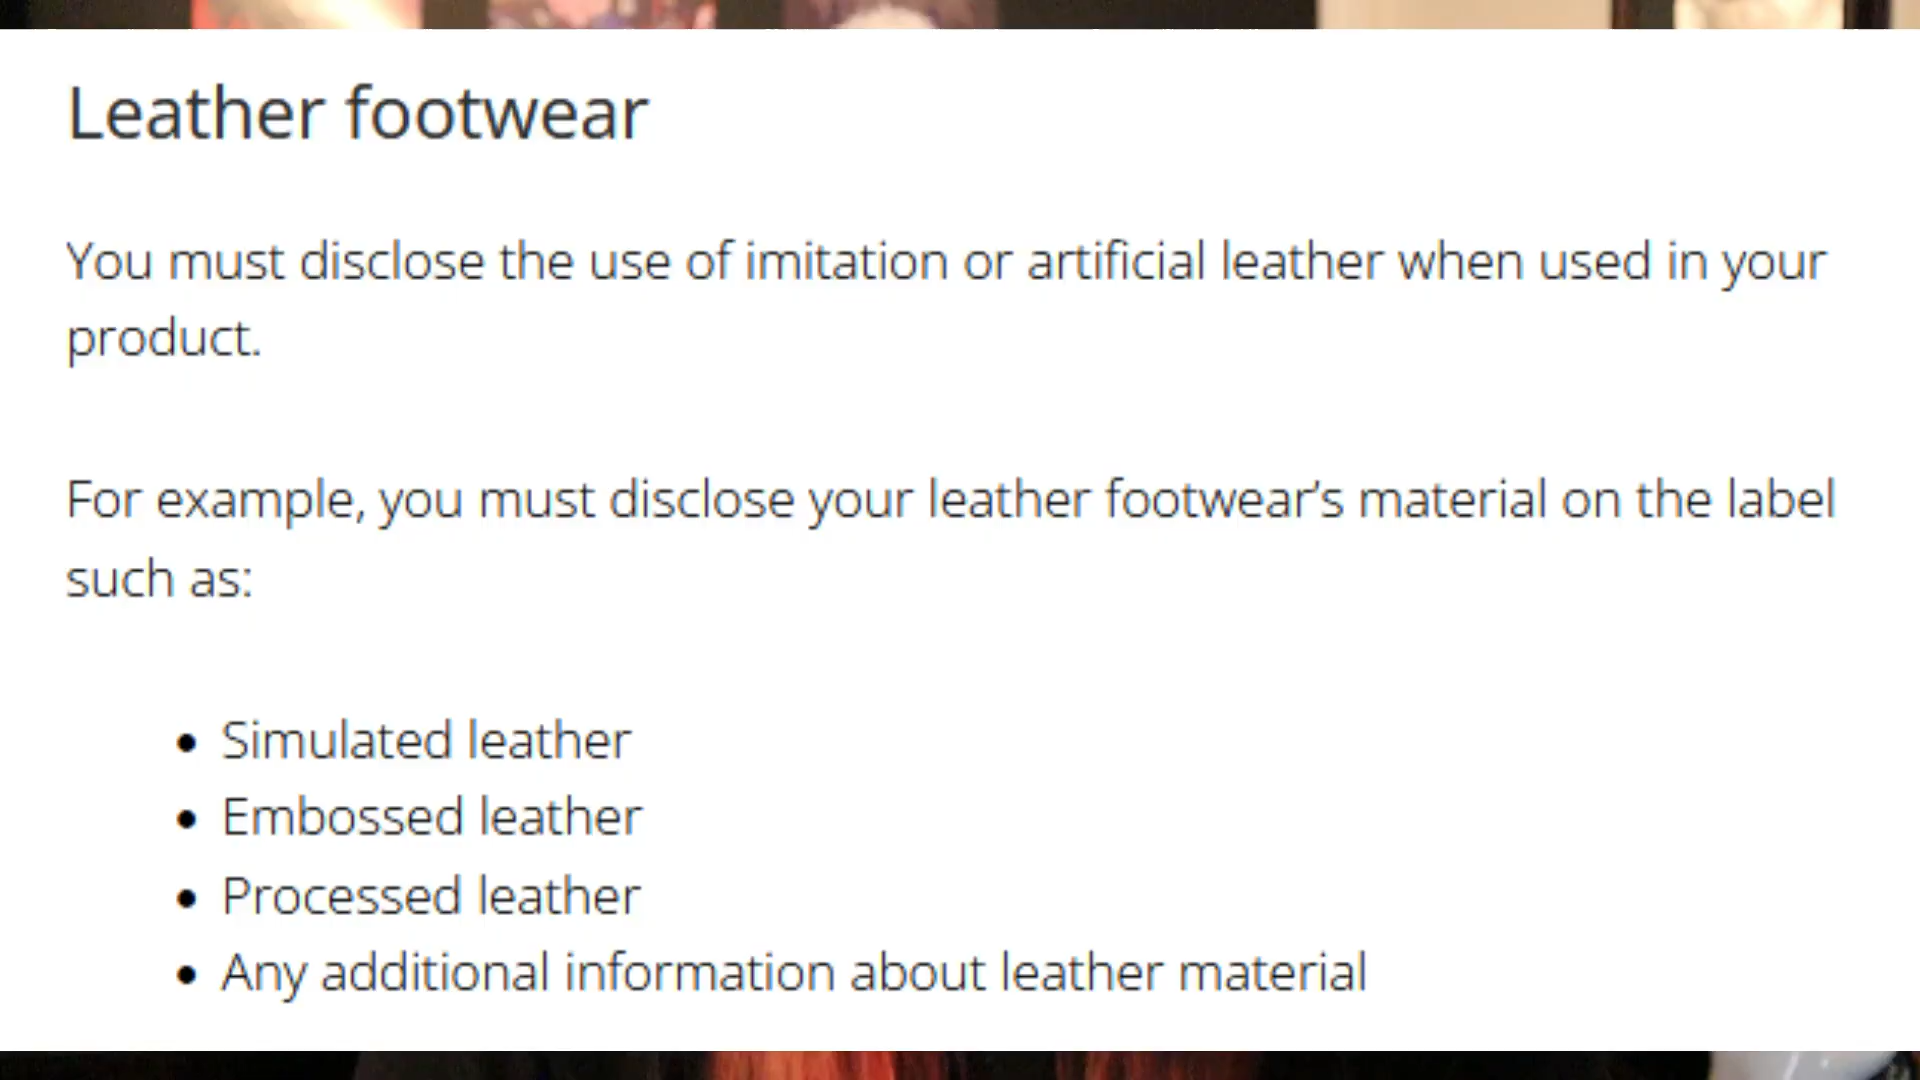 Leather footwear
You must disclose the use of imitation or artificial leather when used in your
product.
For example, you must disclose your leather footwear’s material on the label
such as:
• Simulated leather
• Embossed leather
• Processed leather
• Any additional information about leather material